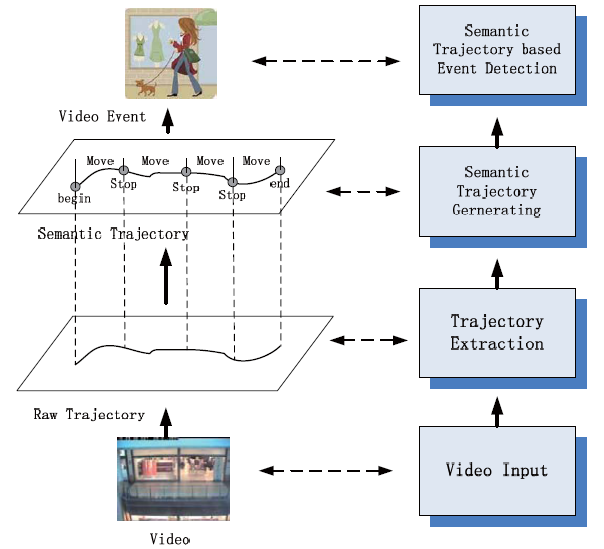 Semantic
Trajectory based
Event Detection
Video Event
Move Move Move Move
begin Stop Stop Stop end
Semantic
Trajectory
Gernerating
Semantic Trajectory
Trajectory
Extraction
Raw Trajectory
Video Input
Video